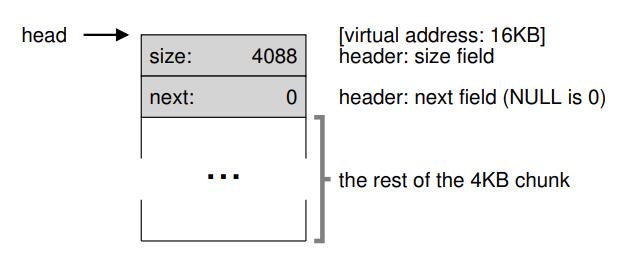 head
[virtual address: 16KB]
size: 4088
header: size field
next: 0
header: next field (NULL is 0)
...
the rest of the 4KB chunk